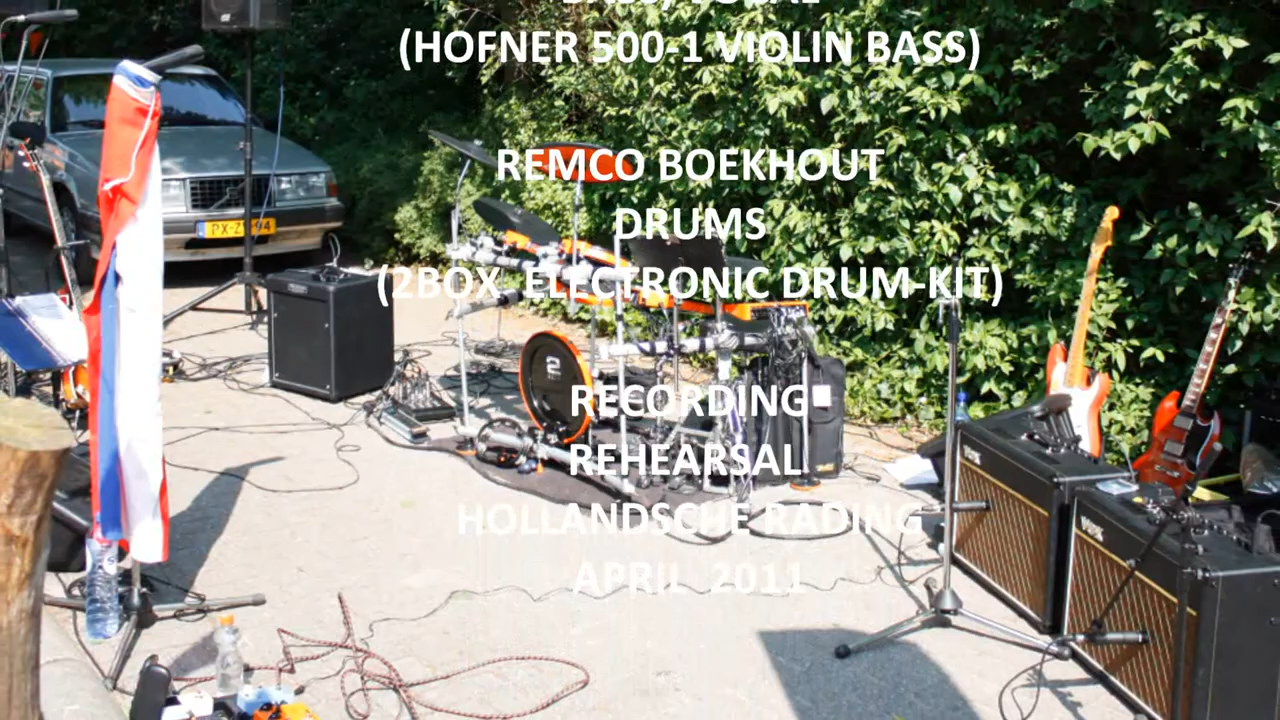 (HOFNER 500-1 VIOLIN BASS)
REMCO BOEKHOUT
DRUMS
(2BOX ELECTRONIC DRUM-KIT)
RECORDING
REHEARSAL
HOLLANDSCHE RADING
APRIL 2011
VOX
2